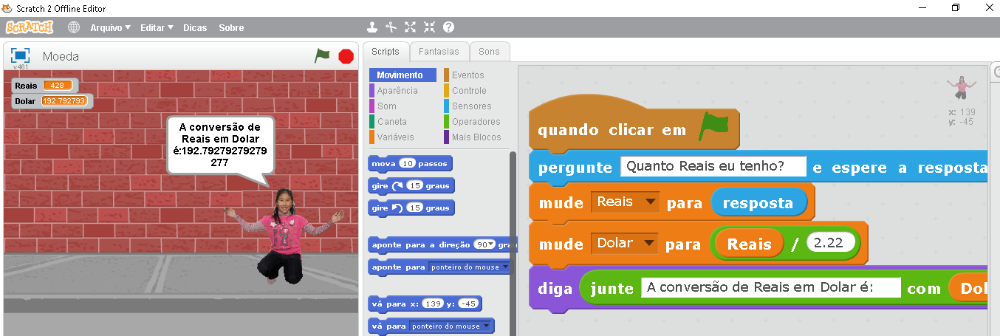 Scratch 2 Offline Editor
SCRATCH Arquivo Editar Dicas Sobre
v461 Moeda
Scripts Fantasias Sons
Reais 428
Dolar 192.792793
A conversão de
Reais em Dolar
é:192.79279279279
277
Movimento Eventos
Aparência Controle
Som Sensores
Caneta Operadores
Variáveis Mais Blocos
mova 10 passos
gire 15 graus
gire 15 graus
aponte para a direção 90 grau
aponte para ponteiro do mouse
vá para x: 139 y: -45
vá para ponteiro do mouse
x: 139
y: -45
quando clicar em
pergunte Quanto Reais eu tenho? e espere a resposta
mude Reais para resposta
mude Dolar para Reais / 2.22
diga junte A conversão de Reais em Dolar é: com Dol